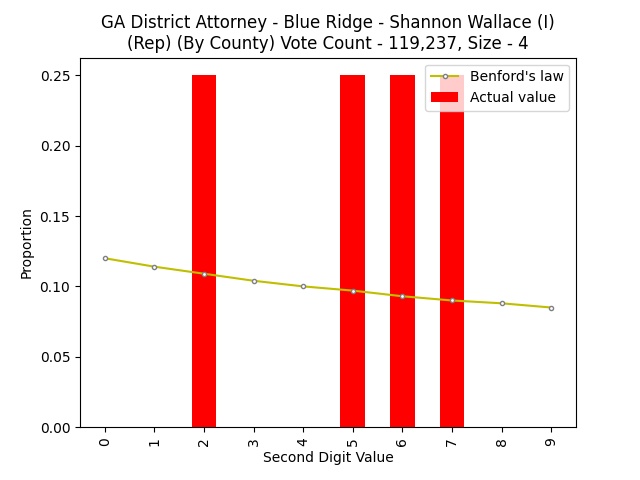 GA District Attorney - Blue Ridge - Shannon Wallace (I)
(Rep) (By County) Vote Count - 119,237, Size - 4
Benford's law
Actual value
0.25
0.20
0.15
0.10
0.05
0.00
Proportion
0 1 2 3 4 5 6 7 8 9
Second Digit Value